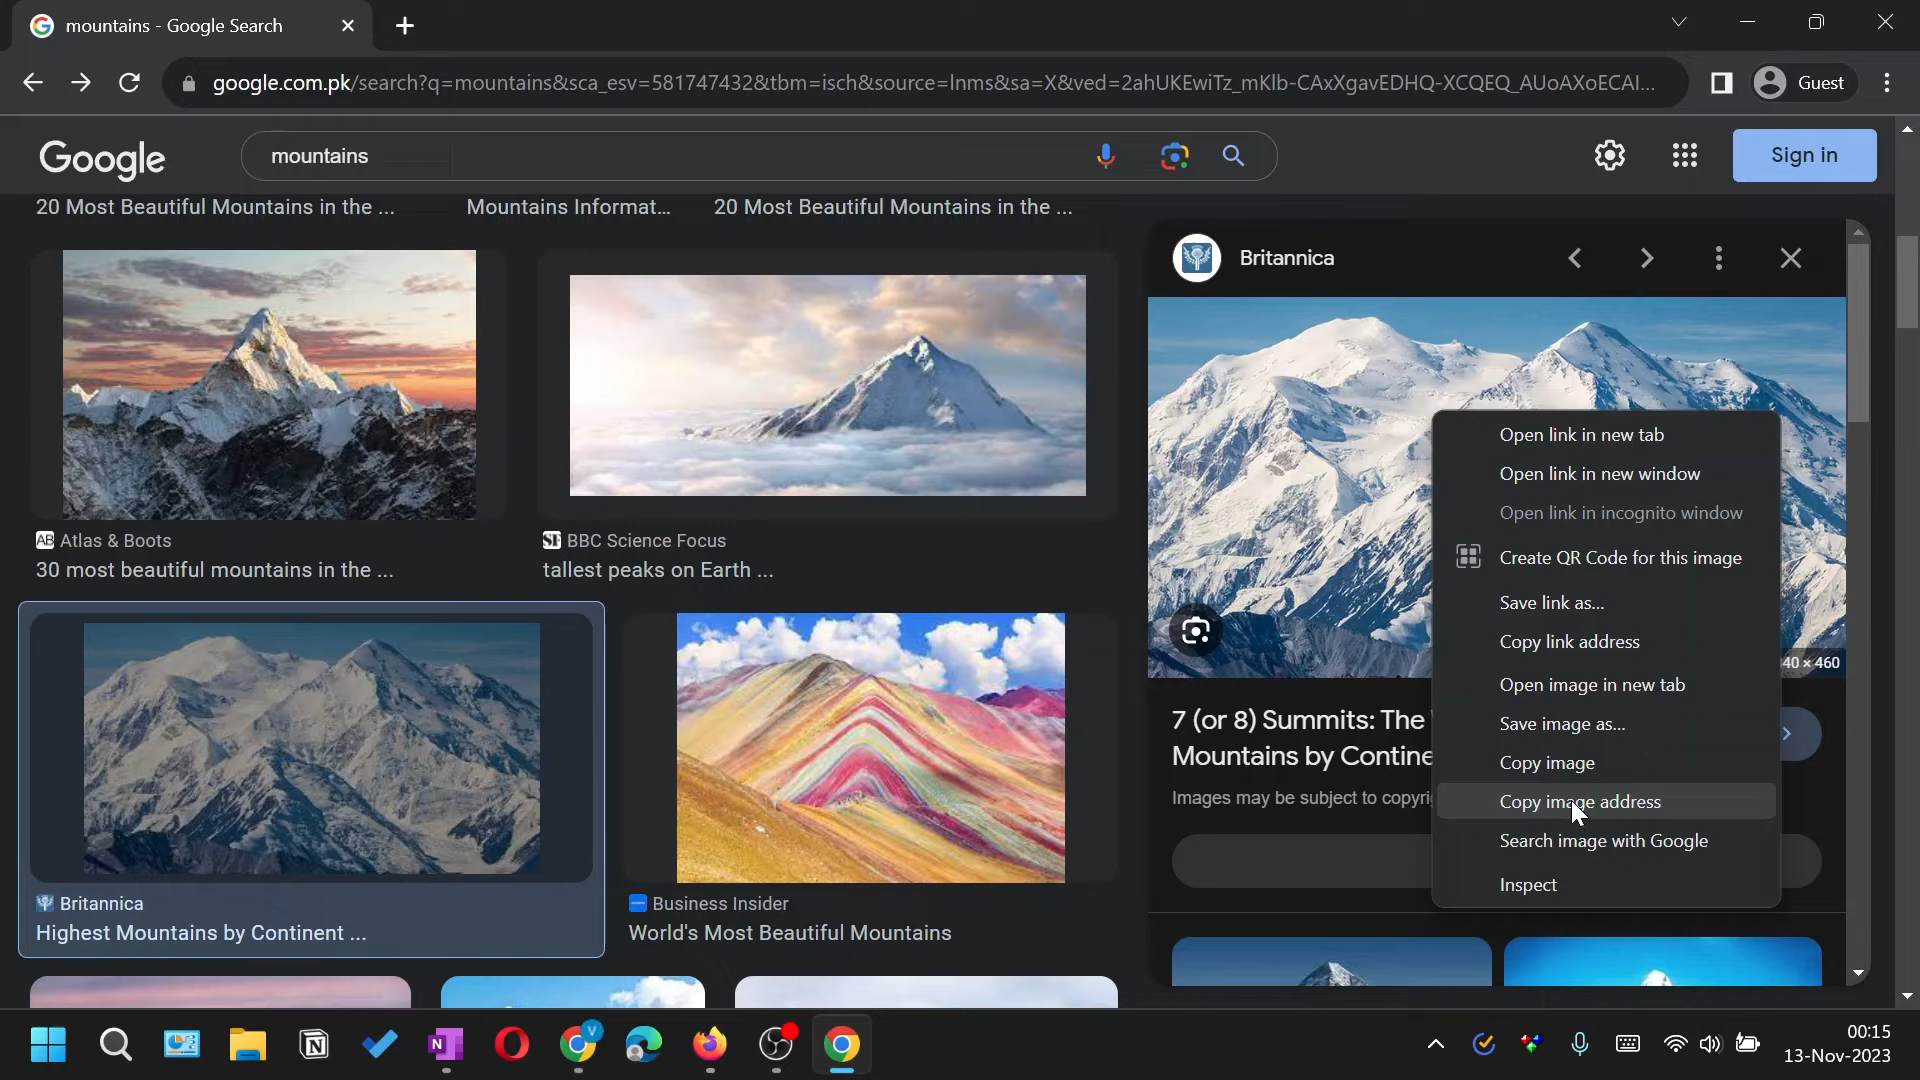 mountains - Google Search
google.com.pk/search?q=mountains&sca_esv=581747432&tbm=isch&source=lnms&sa=X&ved=2ahUKEwiTz_mKlb-CAxXgavEDHQ-XCQEQ_AUoAXoECAI...
Guest
Google
mountains
Sign in
20 Most Beautiful Mountains in the ...
Mountains Informat...
20 Most Beautiful Mountains in the ...
Britannica
AB Atlas & Boots
30 most beautiful mountains in the ...
SF BBC Science Focus
tallest peaks on Earth ...
Britannica
Highest Mountains by Continent ...
Business Insider
World's Most Beautiful Mountains
40 × 460
7 (or 8) Summits: The
Mountains by Contine
Images may be subject to copyri
Open link in new tab
Open link in new window
Open link in incognito window
Create QR Code for this image
Save link as...
Copy link address
Open image in new tab
Save image as...
Copy image
Copy image address
Search image with Google
Inspect
N
N
V
00:15
13-Nov-2023